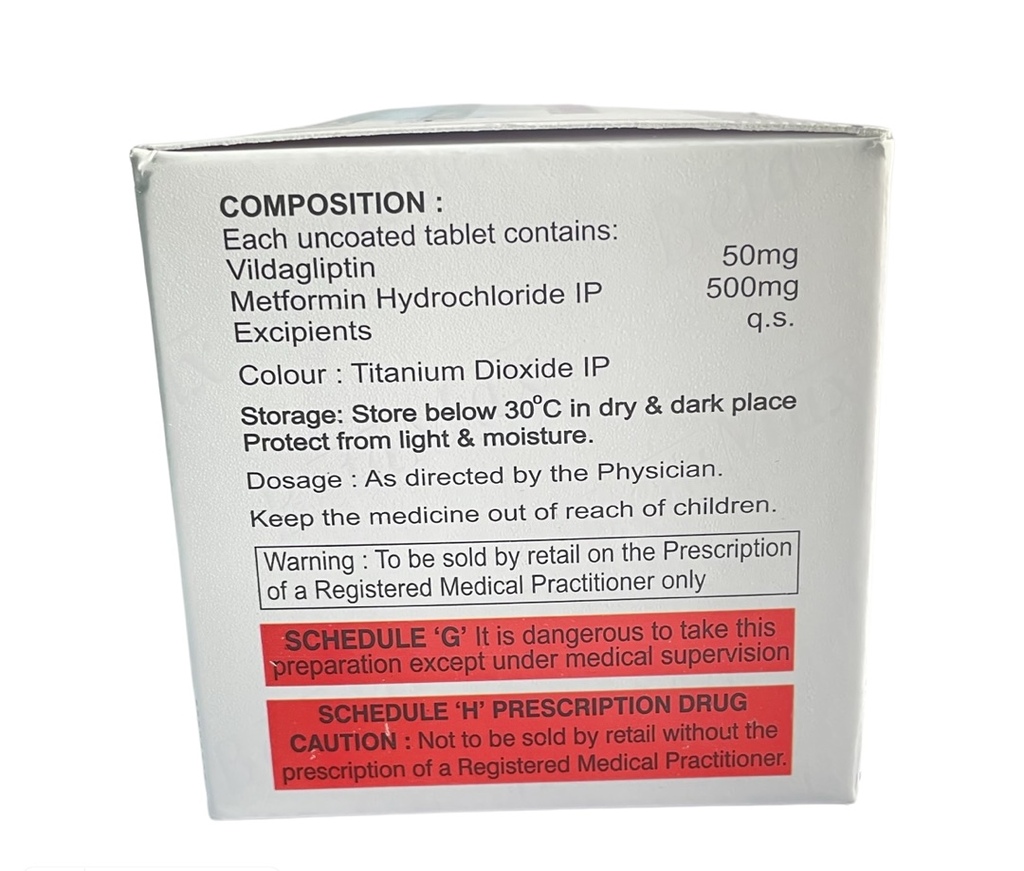 COMPOSITION :
Each uncoated tablet contains:
Vildagliptin 50mg
Metformin Hydrochloride IP 500mg
Excipients q.s.
Colour : Titanium Dioxide IP
Storage: Store below 30°C in dry & dark place
Protect from light & moisture.
Dosage : As directed by the Physician.
Keep the medicine out of reach of children.
Warning : To be sold by retail on the Prescription
of a Registered Medical Practitioner only
SCHEDULE ‘G’ It is dangerous to take this
preparation except under medical supervision
SCHEDULE ‘H’ PRESCRIPTION DRUG
CAUTION : Not to be sold by retail without the
prescription of a Registered Medical Practitioner.